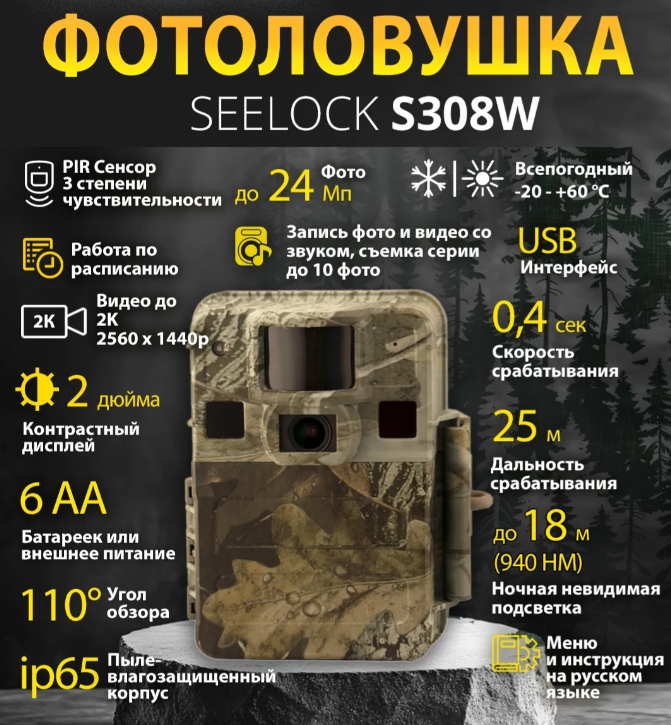 ФОТОЛОВУШКА
SEELOCK S308W
PIR Сенсор
3 степени
чувствительности
до 24 Фото
Мп
Всепогодный
-20 - +60 °C
Работа по
расписанию
Запись фото и видео со
звуком, съемка серии
до 10 фото
USB
Интерфейс
2K
Видео до
2K
2560 x 1440p
0,4 сек
Скорость
срабатывания
2 дюйма
Контрастный
дисплей
25 м
Дальность
срабатывания
6 AA
Батареек или
внешнее питание
до 18 м
(940 НМ)
Ночная невидимая
подсветка
110° Угол
обзора
ip65 Пыле-
влагозащищенный
корпус
Меню
и инструкция
на русском
языке